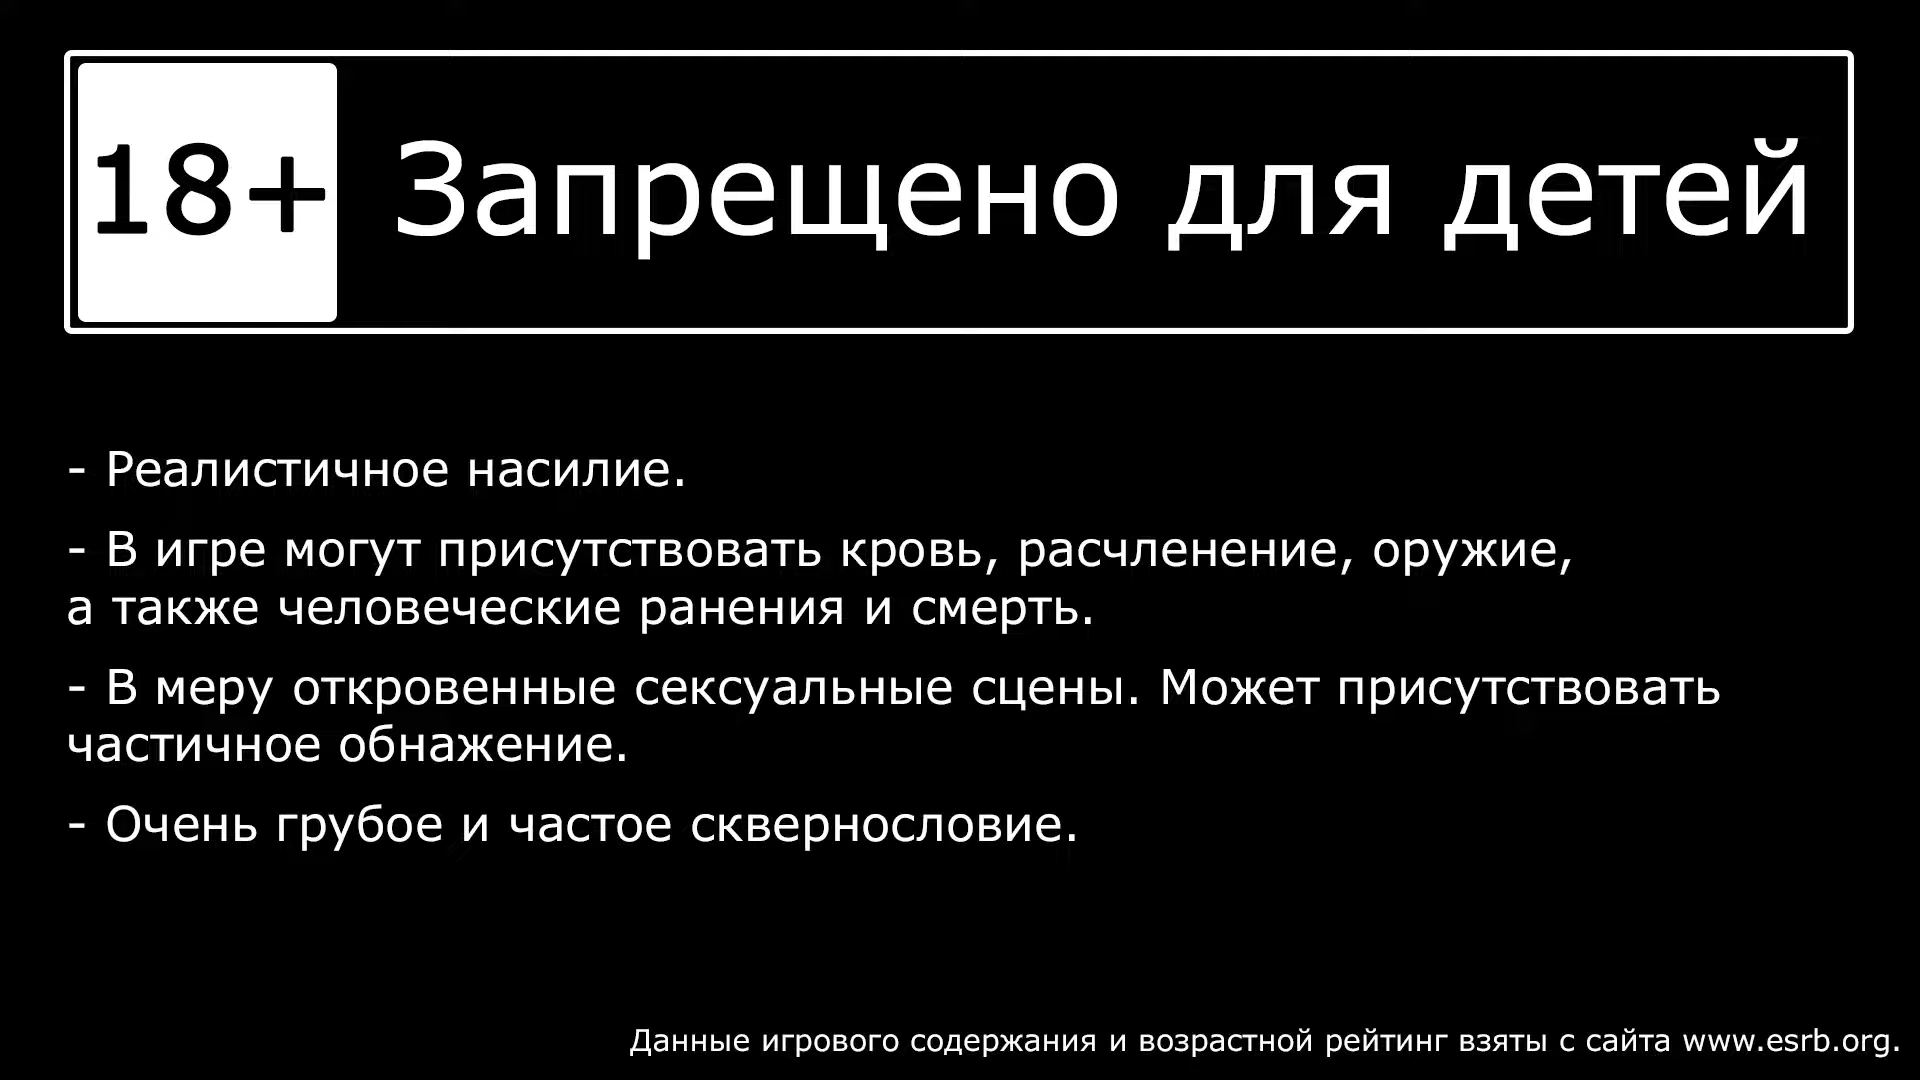 18+ Запрещено для детей
- Реалистичное насилие.
- В игре могут присутствовать кровь, расчленение, оружие,
а также человеческие ранения и смерть.
- В меру откровенные сексуальные сцены. Может присутствовать
частичное обнажение.
- Очень грубое и частое сквернословие.
Данные игрового содержания и возрастной рейтинг взяты с сайта www.esrb.org.